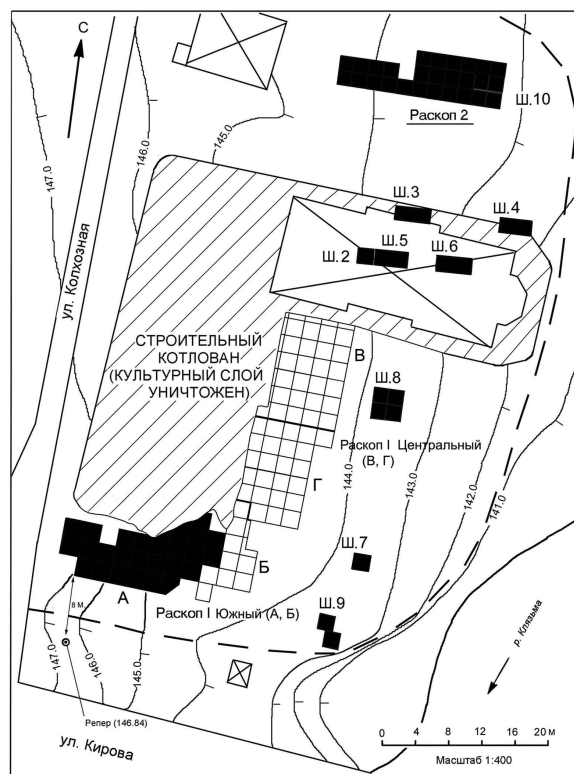 С
Ш.10
Раскоп 2
147.0
146.0
145.0
Ш.3
Ш.4
Ш.2
Ш.5
Ш.6
ул. Колхозная
СТРОИТЕЛЬНЫЙ
КОТЛОВАН
(КУЛЬТУРНЫЙ СЛОЙ
УНИЧТОЖЕН)
В
Ш.8
Раскоп I Центральный
(В, Г)
144.0
143.0
142.0
141.0
Г
Ш.7
Б
А
Раскоп I Южный (А, Б)
Ш.9
8 М.
147.0
146.0
145.0
р. Клязьма
Репер (146.84)
ул. Кирова
0 4 8 12 16 20 М
Масштаб 1:400